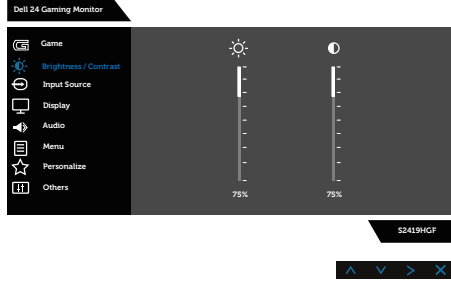 Dell 24 Gaming Monitor
Game
Brightness / Contrast
Input Source
Display
Audio
Menu
Personalize
Others
75% 75%
S2419HGF